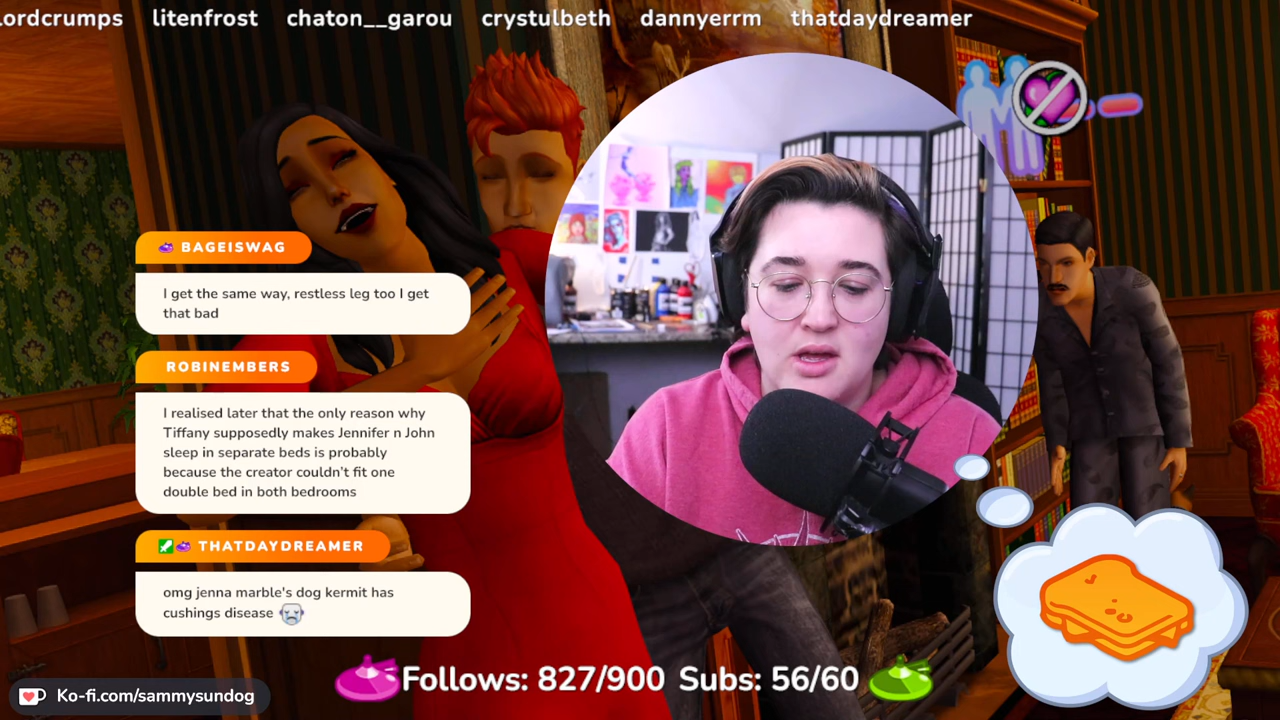 lordcrumps litenfrost chaton__garou crystulbeth dannyerrm thatdaydreamer
BAGEISWAG
I get the same way, restless leg too I get
that bad
ROBINEMBERS
I realised later that the only reason why
Tiffany supposedly makes Jennifer n John
sleep in separate beds is probably
because the creator couldn't fit one
double bed in both bedrooms
THATDAYDREAMER
omg jenna marble's dog kermit has
cushings disease
Follows: 827/900 Subs: 56/60
Ko-fi.com/sammysundog